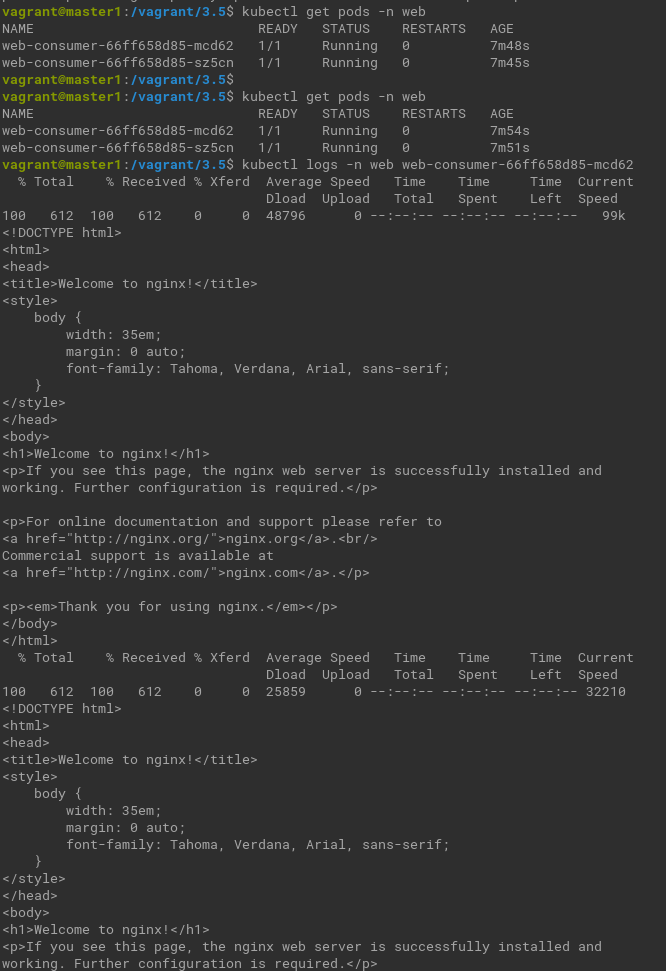 vagrant@master1:/vagrant/3.5$ kubectl get pods -n web
NAME                            READY   STATUS    RESTARTS   AGE
web-consumer-66ff658d85-mcd62   1/1     Running   0          7m48s
web-consumer-66ff658d85-sz5cn   1/1     Running   0          7m45s
vagrant@master1:/vagrant/3.5$
vagrant@master1:/vagrant/3.5$ kubectl get pods -n web
NAME                            READY   STATUS    RESTARTS   AGE
web-consumer-66ff658d85-mcd62   1/1     Running   0          7m54s
web-consumer-66ff658d85-sz5cn   1/1     Running   0          7m51s
vagrant@master1:/vagrant/3.5$ kubectl logs -n web web-consumer-66ff658d85-mcd62
  % Total    % Received % Xferd  Average Speed   Time    Time     Time  Current
                                 Dload  Upload   Total   Spent    Left  Speed
100   612  100   612    0     0  48796      0 --:--:-- --:--:-- --:--:--   99k
<!DOCTYPE html>
<html>
<head>
<title>Welcome to nginx!</title>
<style>
    body {
        width: 35em;
        margin: 0 auto;
        font-family: Tahoma, Verdana, Arial, sans-serif;
    }
</style>
</head>
<body>
<h1>Welcome to nginx!</h1>
<p>If you see this page, the nginx web server is successfully installed and
working. Further configuration is required.</p>

<p>For online documentation and support please refer to
<a href="http://nginx.org/">nginx.org</a>.<br/>
Commercial support is available at
<a href="http://nginx.com/">nginx.com</a>.</p>

<p><em>Thank you for using nginx.</em></p>
</body>
</html>
  % Total    % Received % Xferd  Average Speed   Time    Time     Time  Current
                                 Dload  Upload   Total   Spent    Left  Speed
100   612  100   612    0     0  25859      0 --:--:-- --:--:-- --:--:-- 32210
<!DOCTYPE html>
<html>
<head>
<title>Welcome to nginx!</title>
<style>
    body {
        width: 35em;
        margin: 0 auto;
        font-family: Tahoma, Verdana, Arial, sans-serif;
    }
</style>
</head>
<body>
<h1>Welcome to nginx!</h1>
<p>If you see this page, the nginx web server is successfully installed and
working. Further configuration is required.</p>